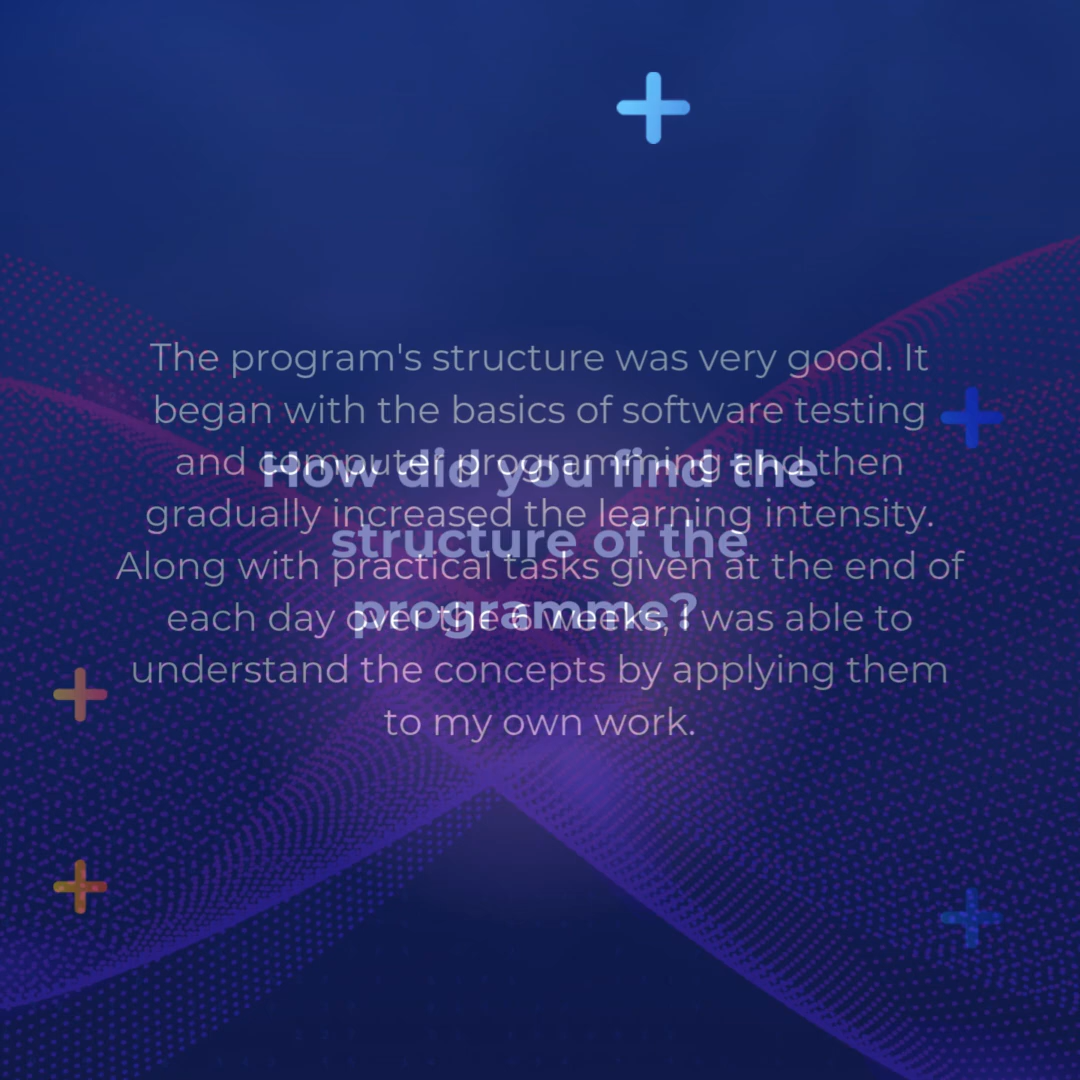 How did you find the
structure of the
programme?
The program's structure was very good. It
began with the basics of software testing
and computer programming and then
gradually increased the learning intensity.
Along with practical tasks given at the end of
each day over the 6 weeks, I was able to
understand the concepts by applying them
to my own work.